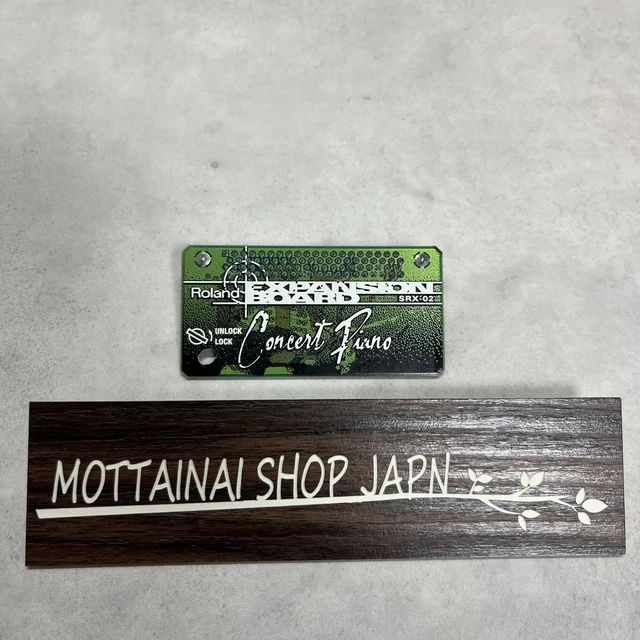 Roland EXPANSION
BOARD SRX-02
UNLOCK
LOCK
Concert Piano
MOTTAINAI SHOP JAPN